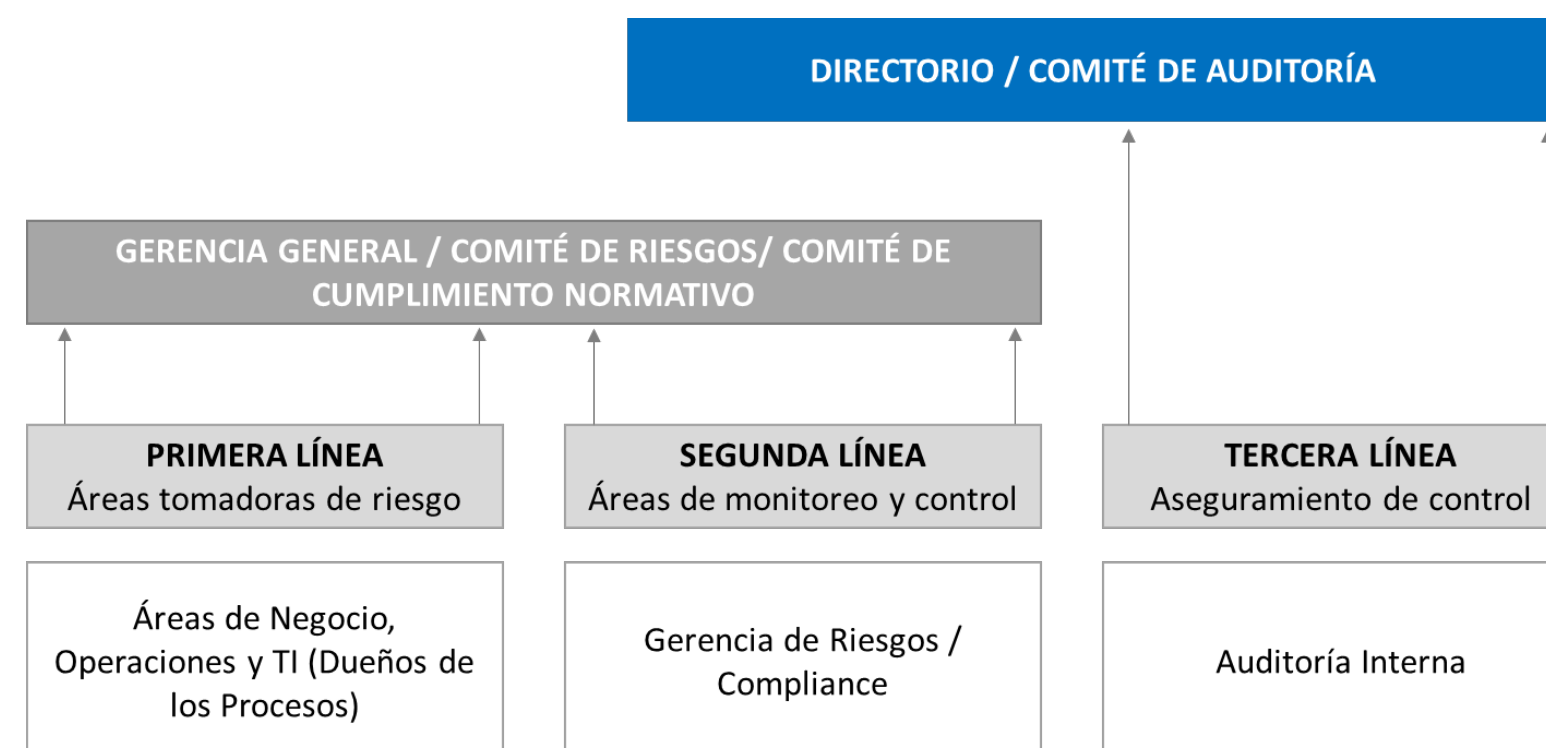 DIRECTORIO / COMITÉ DE AUDITORÍA
GERENCIA GENERAL / COMITÉ DE RIESGOS/ COMITÉ DE
CUMPLIMIENTO NORMATIVO
PRIMERA LÍNEA
Áreas tomadoras de riesgo
SEGUNDA LÍNEA
Áreas de monitoreo y control
TERCERA LÍNEA
Aseguramiento de control
Áreas de Negocio,
Operaciones y TI (Dueños de
los Procesos)
Gerencia de Riesgos /
Compliance
Auditoría Interna